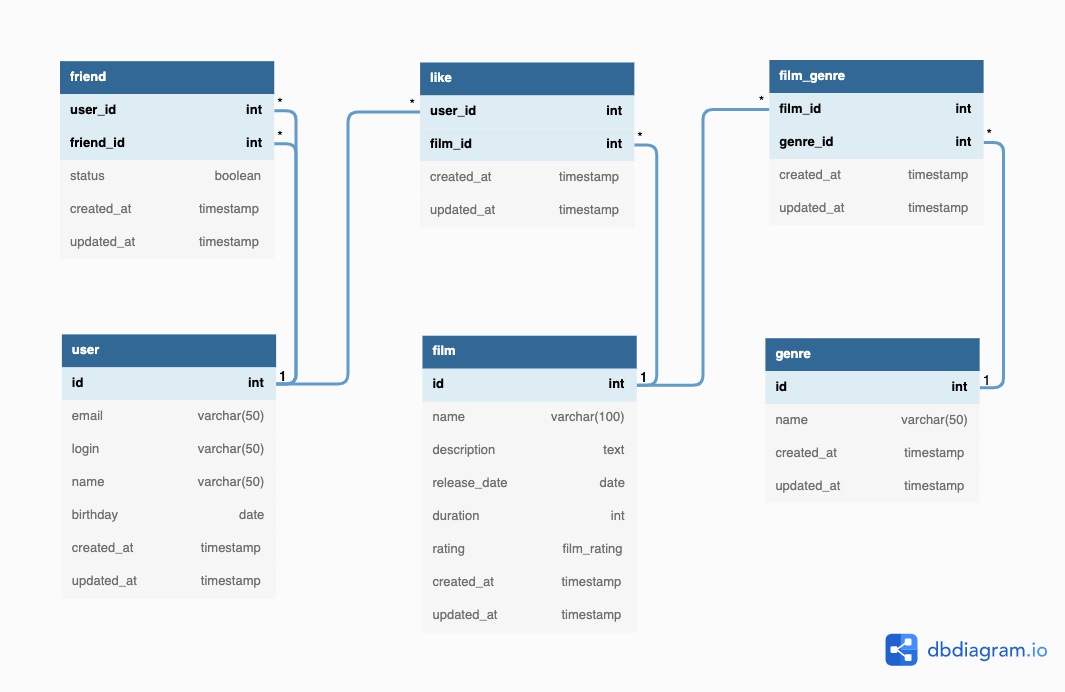 friend
user_id int *
friend_id int *
status boolean
created_at timestamp
updated_at timestamp
like
* user_id int
film_id int *
created_at timestamp
updated_at timestamp
film_genre
* film_id int
genre_id int *
created_at timestamp
updated_at timestamp
user
id int 1
email varchar(50)
login varchar(50)
name varchar(50)
birthday date
created_at timestamp
updated_at timestamp
film
id int 1
name varchar(100)
description text
release_date date
duration int
rating film_rating
created_at timestamp
updated_at timestamp
genre
id int 1
name varchar(50)
created_at timestamp
updated_at timestamp
dbdiagram.io